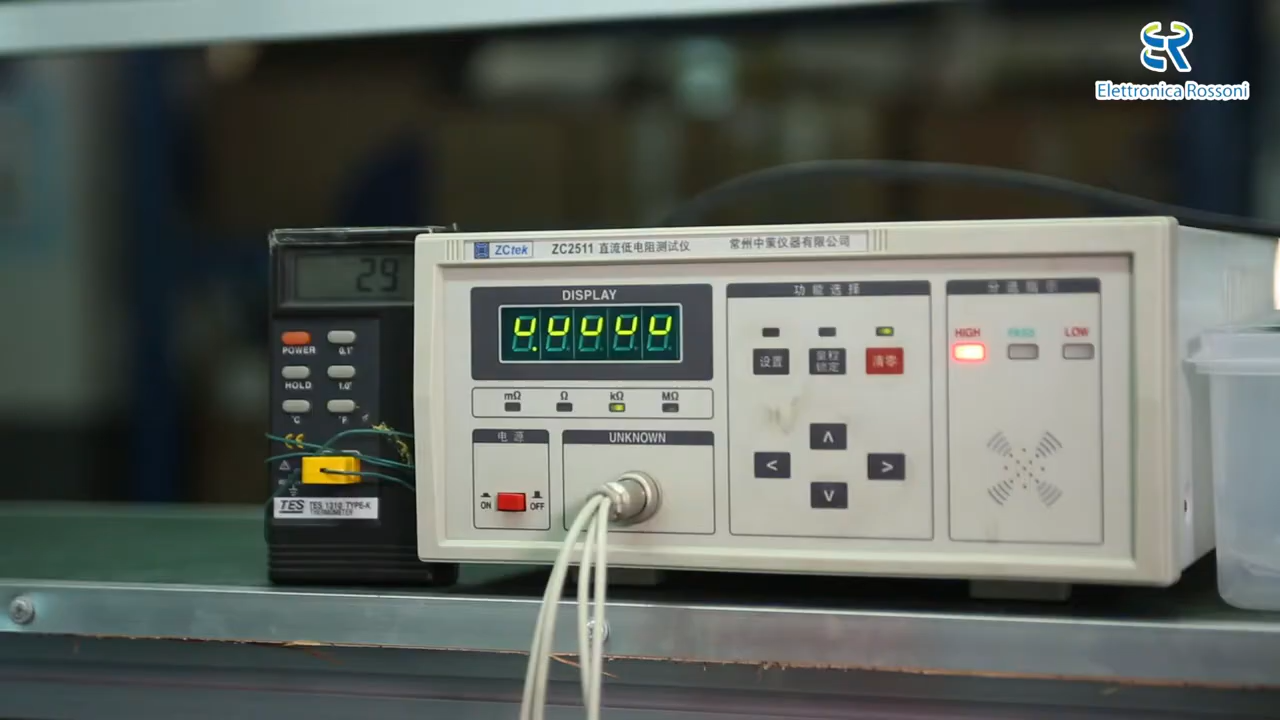 Elettronica Rossoni
ZCtek ZC2511 直流低电阻测试仪 常州中策仪器有限公司
29
POWER 0.1°
HOLD 1.0°
°C °F
TES TES 1310 TYPE-K
THERMOMETER
DISPLAY
4.4444
mΩ Ω kΩ MΩ
电源
ON OFF
UNKNOWN
功能选择
设置 量程锁定 清零
< ∧ > ∨
分选指示
HIGH PASS LOW